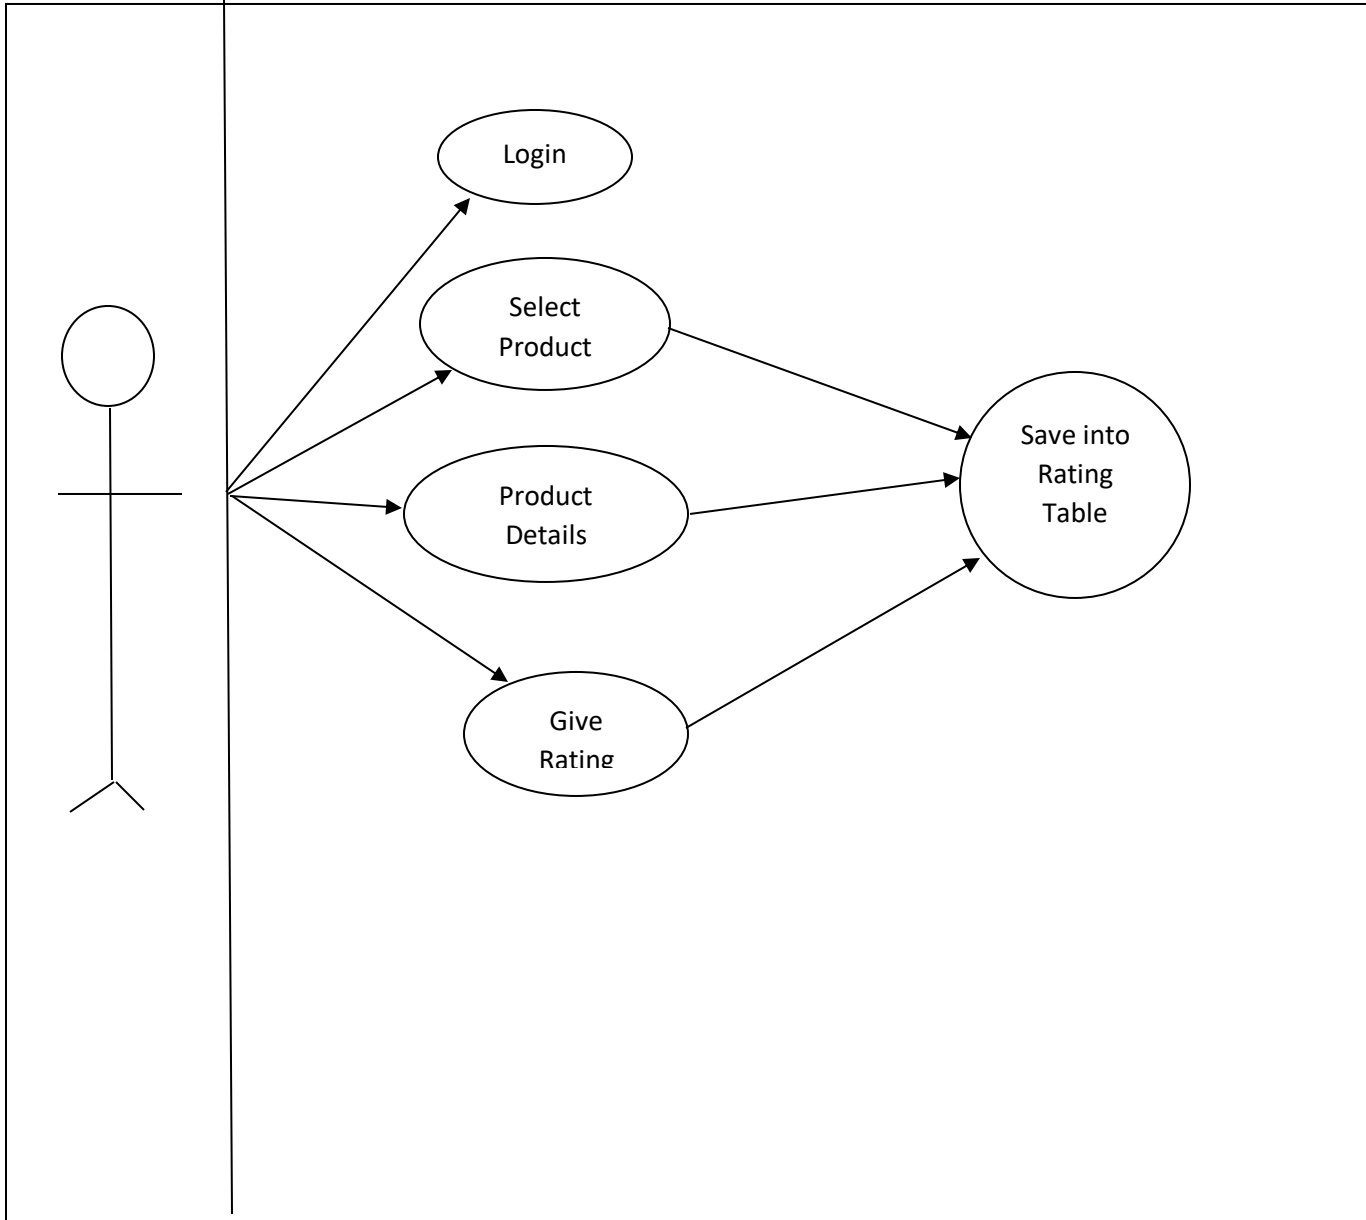 Login
Select
Product
Product
Details
Save into
Rating
Table
Give
Rating